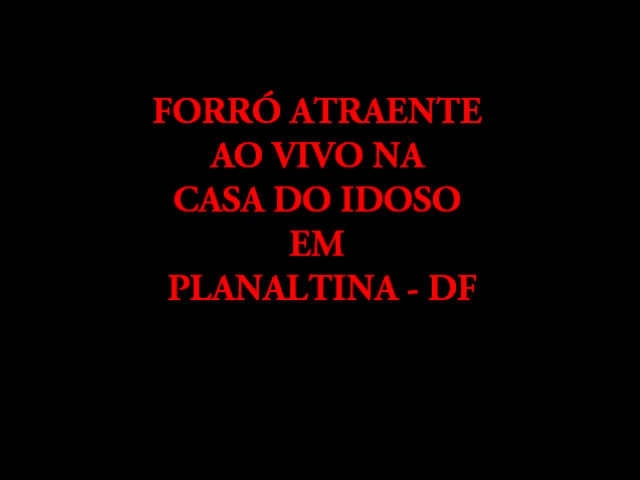 FORRÓ ATRAENTE
AO VIVO NA
CASA DO IDOSO
EM
PLANALTINA - DF